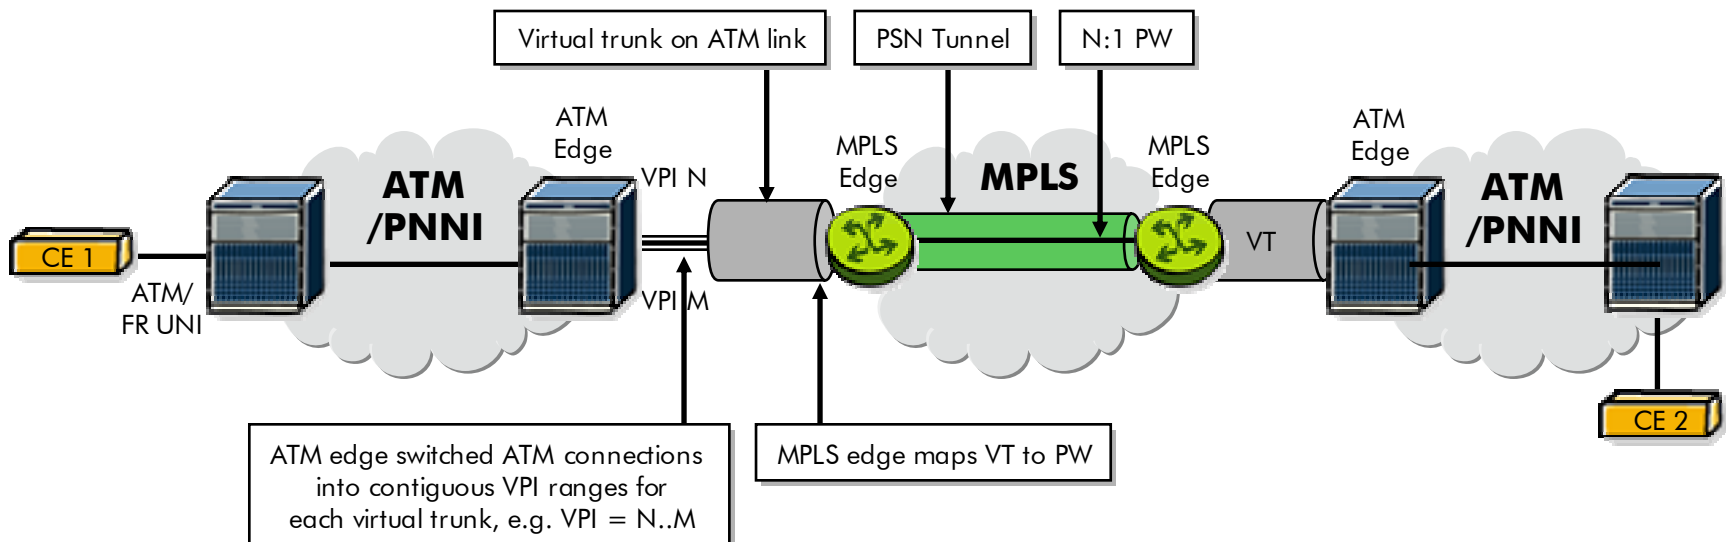 Virtual trunk on ATM link
PSN Tunnel
N:1 PW
ATM
Edge
MPLS
Edge
MPLS
Edge
ATM
Edge
ATM
/PNNI
VPI N
MPLS
ATM
/PNNI
CE 1
VT
ATM/
FR UNI
VPI M
CE 2
ATM edge switched ATM connections
into contiguous VPI ranges for
each virtual trunk, e.g. VPI = N..M
MPLS edge maps VT to PW